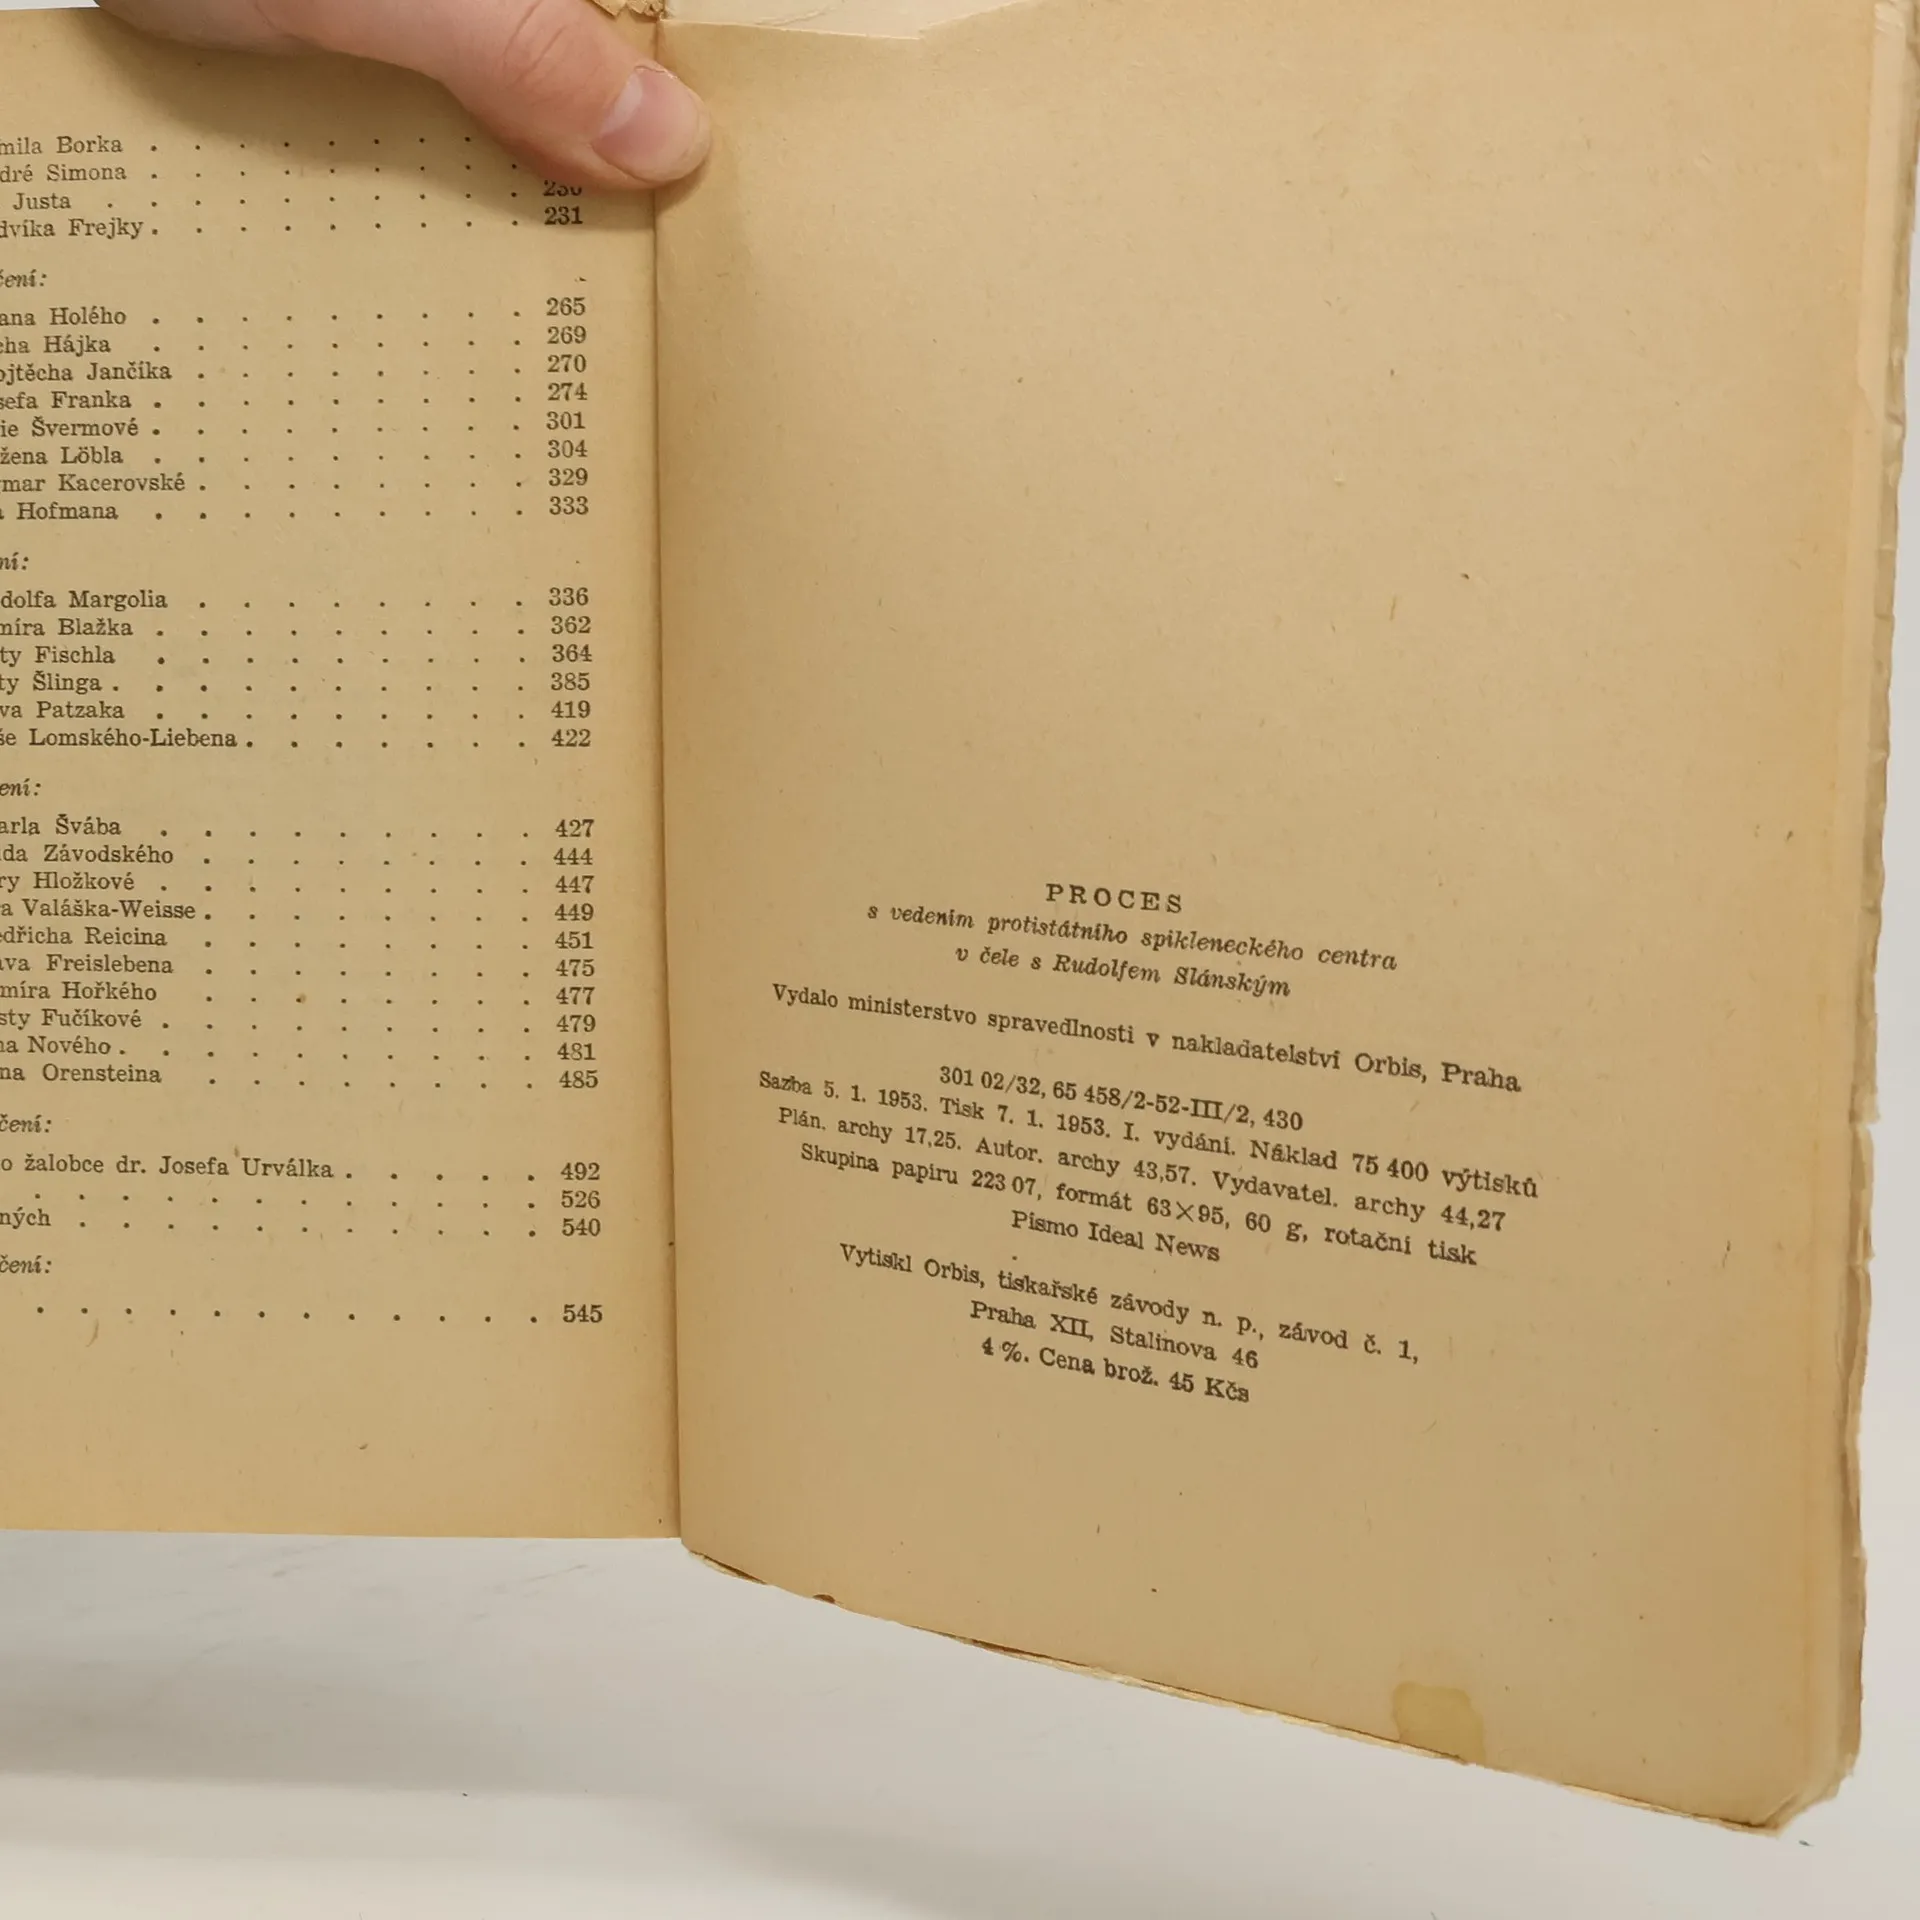 mila Borka
dré Simona 230
Justa 231
dvíka Frejky
čení:
ana Holého 265
cha Hájka 269
ojtěcha Jančíka 270
sefa Franka 274
ie Švermové 301
žena Löbla 304
mar Kacerovské 329
a Hofmana 333
ní:
dolfa Margolia 336
míra Blažka 362
ty Fischla 364
ty Šlinga 385
va Patzaka 419
še Lomského-Liebena 422
ení:
arla Švába 427
da Závodského 444
ry Hložkové 447
a Valáška-Weisse 449
edřicha Reicina 451
ava Freislebena 475
míra Hořkého 477
sty Fučíkové 479
na Nového 481
na Orensteina 485
čení:
o žalobce dr. Josefa Urválka 492
526
ných 540
čení:
545
PROCES
s vedením protistátního spikleneckého centra
v čele s Rudolfem Slánským
Vydalo ministerstvo spravedlnosti v nakladatelství Orbis, Praha
301 02/32, 65 458/2-52-III/2, 430
Sazba 5. 1. 1953. Tisk 7. 1. 1953. I. vydání. Náklad 75 400 výtisků
Plán. archy 17,25. Autor. archy 43,57. Vydavatel. archy 44,27
Skupina papíru 223 07, formát 63×95, 60 g, rotační tisk
Písmo Ideal News
Vytiskl Orbis, tiskařské závody n. p., závod č. 1,
Praha XII, Stalinova 46
4 %. Cena brož. 45 Kčs